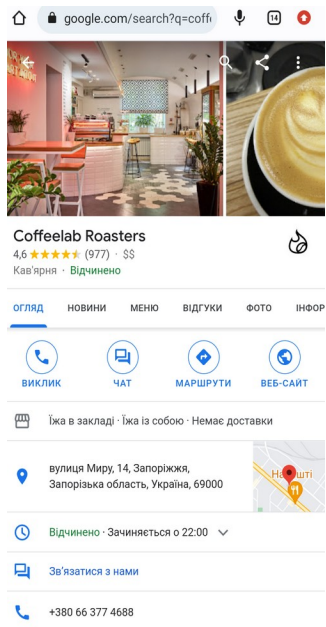 google.com/search?q=coff
14
Coffeelab Roasters
4,6 ★★★★★ (977) · $$
Кав'ярня · Відчинено
ОГЛЯД НОВИНИ МЕНЮ ВІДГУКИ ФОТО ІНФОР
ВИКЛИК ЧАТ МАРШРУТИ ВЕБ-САЙТ
Їжа в закладі · Їжа із собою · Немає доставки
вулиця Миру, 14, Запоріжжя,
Запорізька область, Україна, 69000
Відчинено · Зачиняється о 22:00
Зв'язатися з нами
+380 66 377 4688